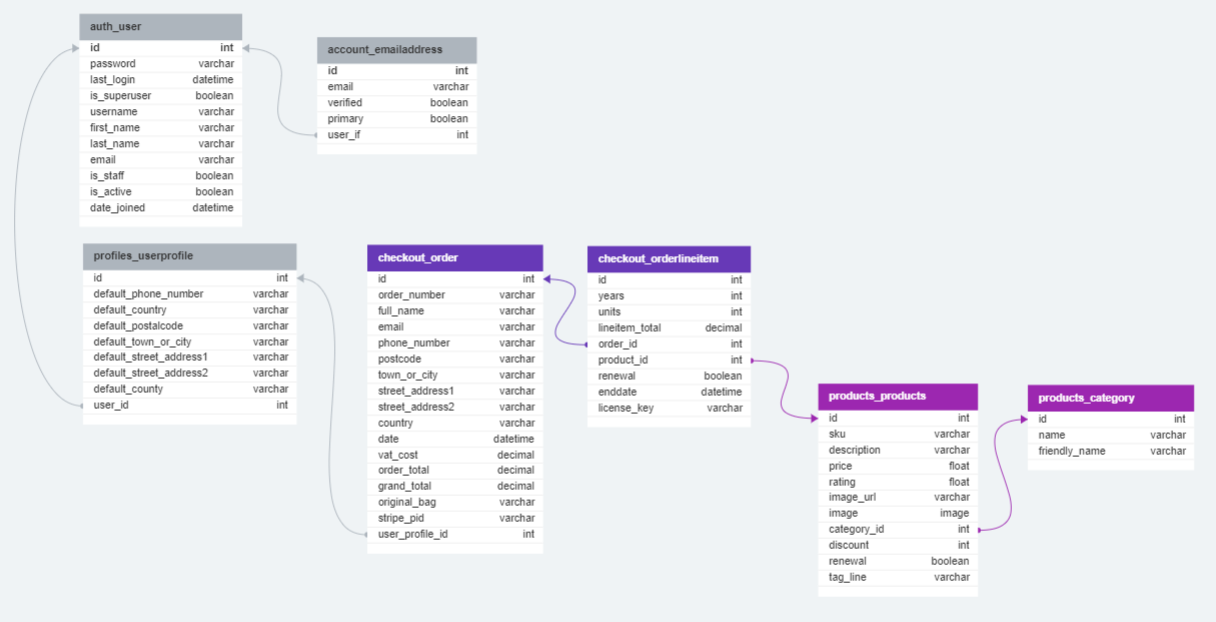 auth_user
id int
password varchar
last_login datetime
is_superuser boolean
username varchar
first_name varchar
last_name varchar
email varchar
is_staff boolean
is_active boolean
date_joined datetime
account_emailaddress
id int
email varchar
verified boolean
primary boolean
user_if int
profiles_userprofile
id int
default_phone_number varchar
default_country varchar
default_postalcode varchar
default_town_or_city varchar
default_street_address1 varchar
default_street_address2 varchar
default_county varchar
user_id int
checkout_order
id int
order_number varchar
full_name varchar
email varchar
phone_number varchar
postcode varchar
town_or_city varchar
street_address1 varchar
street_address2 varchar
country varchar
date datetime
vat_cost decimal
order_total decimal
grand_total decimal
original_bag varchar
stripe_pid varchar
user_profile_id int
checkout_orderlineitem
id int
years int
units int
lineitem_total decimal
order_id int
product_id int
renewal boolean
enddate datetime
license_key varchar
products_products
id int
sku varchar
description varchar
price float
rating float
image_url varchar
image image
category_id int
discount int
renewal boolean
tag_line varchar
products_category
id int
name varchar
friendly_name varchar